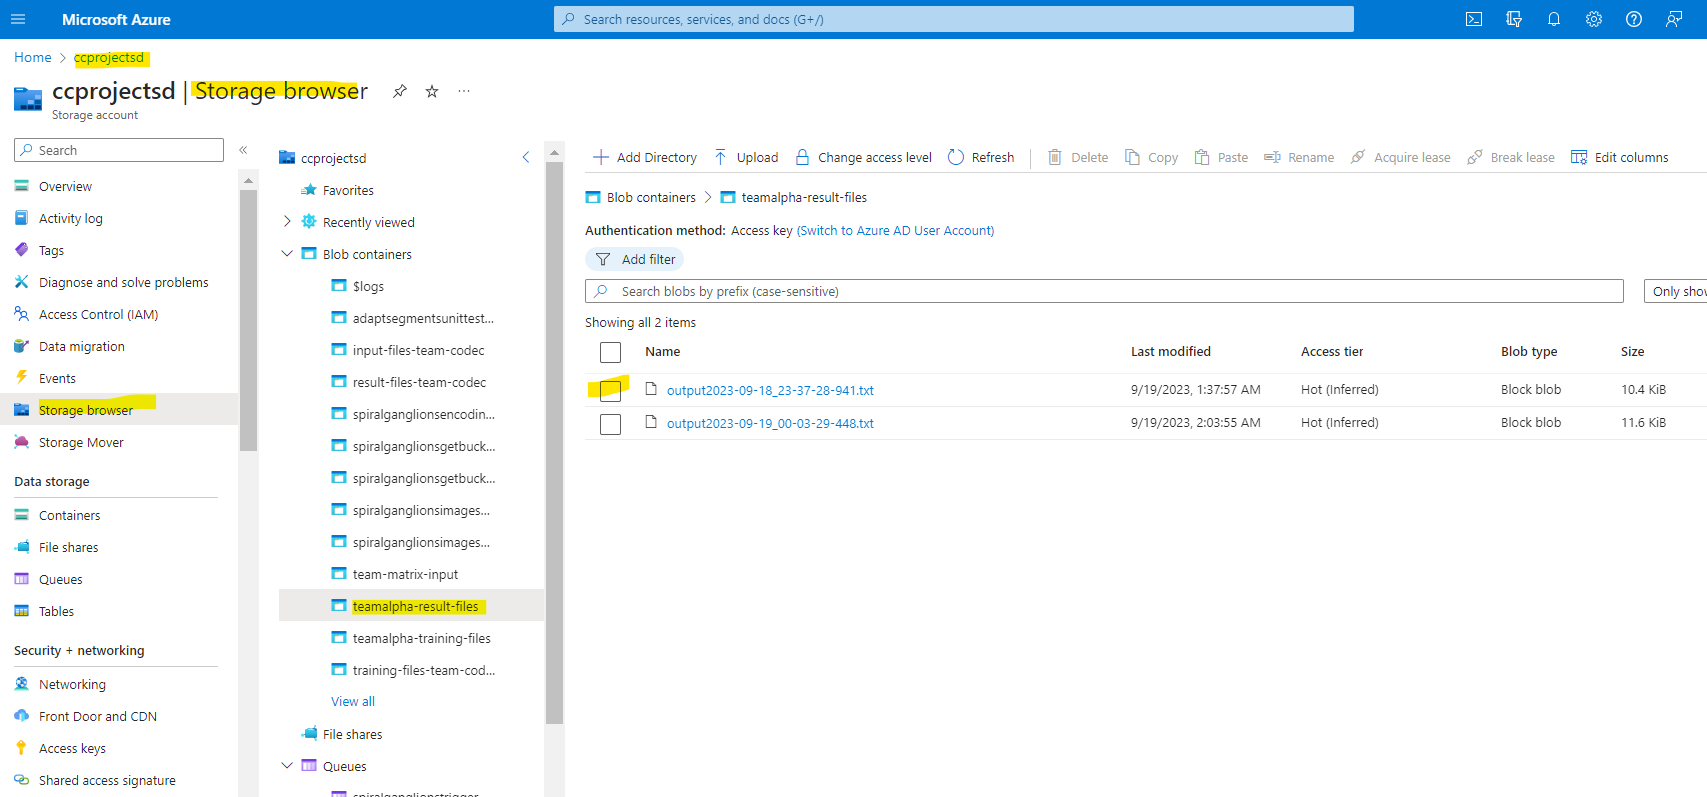 Microsoft Azure
Search resources, services, and docs (G+/)
Home > ccprojectsd
ccprojectsd | Storage browser
Storage account
Search
Overview
Activity log
Tags
Diagnose and solve problems
Access Control (IAM)
Data migration
Events
Storage browser
Storage Mover
Data storage
Containers
File shares
Queues
Tables
Security + networking
Networking
Front Door and CDN
Access keys
Shared access signature
ccprojectsd
Favorites
Recently viewed
Blob containers
$logs
adaptsegmentsunittest...
input-files-team-codec
result-files-team-codec
spiralganglionsencodin...
spiralganglionsgetbuck...
spiralganglionsgetbuck...
spiralganglionsimages...
spiralganglionsimages...
team-matrix-input
teamalpha-result-files
teamalpha-training-files
training-files-team-cod...
View all
File shares
Queues
spiralganglionstrigger
Add Directory Upload Change access level Refresh Delete Copy Paste Rename Acquire lease Break lease Edit columns
Blob containers > teamalpha-result-files
Authentication method: Access key (Switch to Azure AD User Account)
Add filter
Search blobs by prefix (case-sensitive)
Only show
Showing all 2 items
Name Last modified Access tier Blob type Size
output2023-09-18_23-37-28-941.txt 9/19/2023, 1:37:57 AM Hot (Inferred) Block blob 10.4 KiB
output2023-09-19_00-03-29-448.txt 9/19/2023, 2:03:55 AM Hot (Inferred) Block blob 11.6 KiB